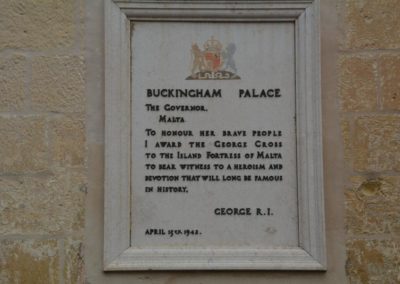 BUCKINGHAM PALACE
THE GOVERNOR.
MALTA
TO HONOUR HER BRAVE PEOPLE
I AWARD THE GEORGE CROSS
TO THE ISLAND FORTRESS OF MALTA
TO BEAR WITNESS TO A HEROISM AND
DEVOTION THAT WILL LONG BE FAMOUS
IN HISTORY.
GEORGE R.I.
APRIL 15TH. 1942.